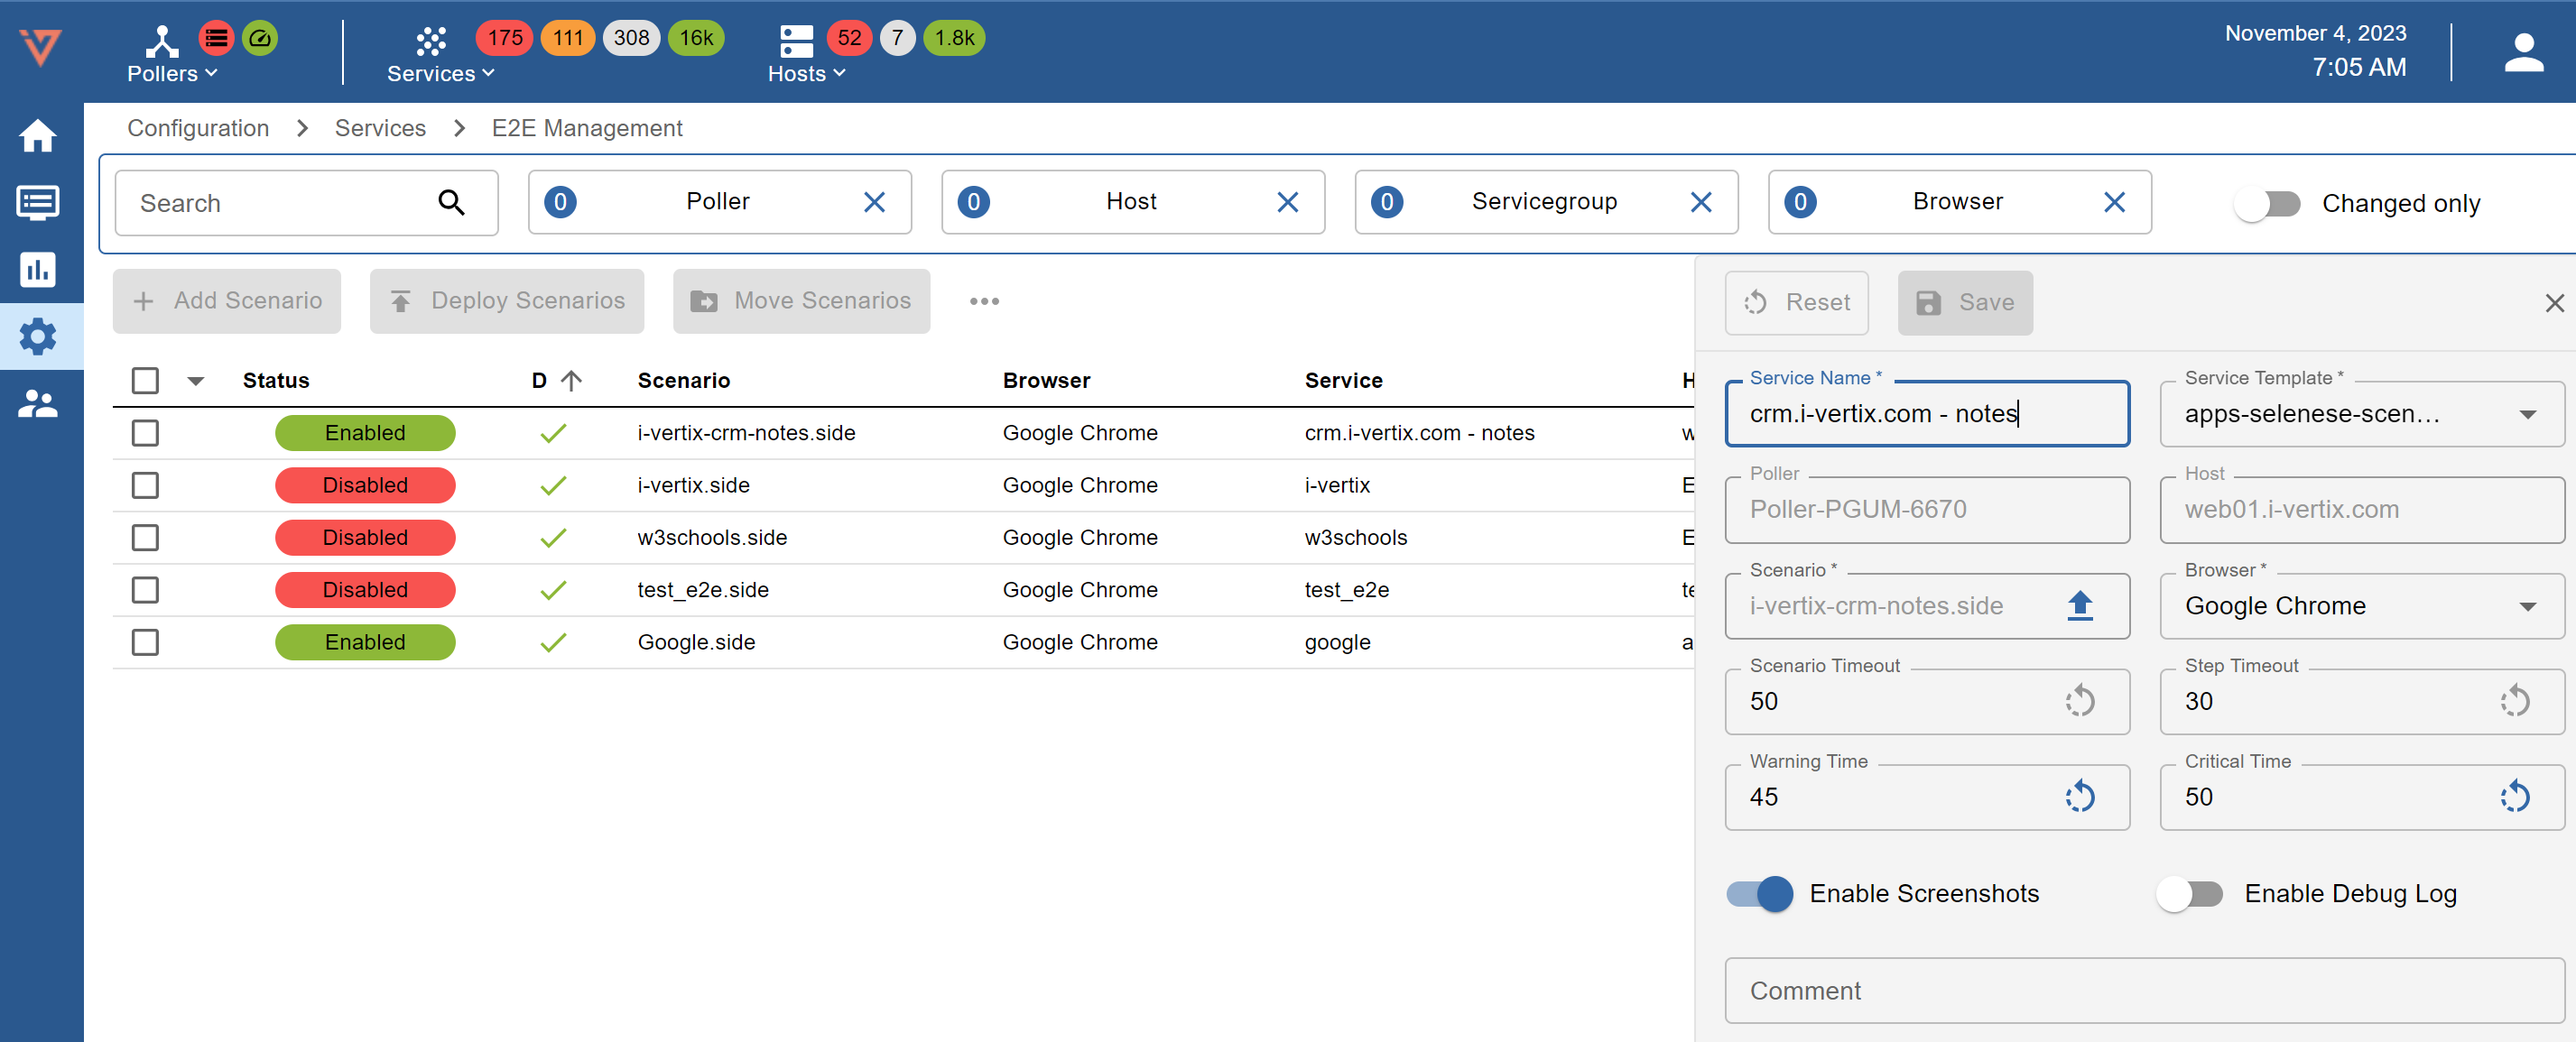 175 111 308 16k 52 7 1.8k
Pollers Services Hosts
November 4, 2023
7:05 AM
Configuration Services E2E Management
Search 0 Poller 0 Host 0 Servicegroup 0 Browser Changed only
Add Scenario Deploy Scenarios Move Scenarios
Status D Scenario Browser Service H
Enabled i-vertix-crm-notes.side Google Chrome crm.i-vertix.com - notes w
Disabled i-vertix.side Google Chrome i-vertix E
Disabled w3schools.side Google Chrome w3schools E
Disabled test_e2e.side Google Chrome test_e2e te
Enabled Google.side Google Chrome google a
Reset Save
Service Name * Service Template *
crm.i-vertix.com - notes apps-selenese-scen...
Poller Host
Poller-PGUM-6670 web01.i-vertix.com
Scenario * Browser *
i-vertix-crm-notes.side Google Chrome
Scenario Timeout Step Timeout
50 30
Warning Time Critical Time
45 50
Enable Screenshots Enable Debug Log
Comment